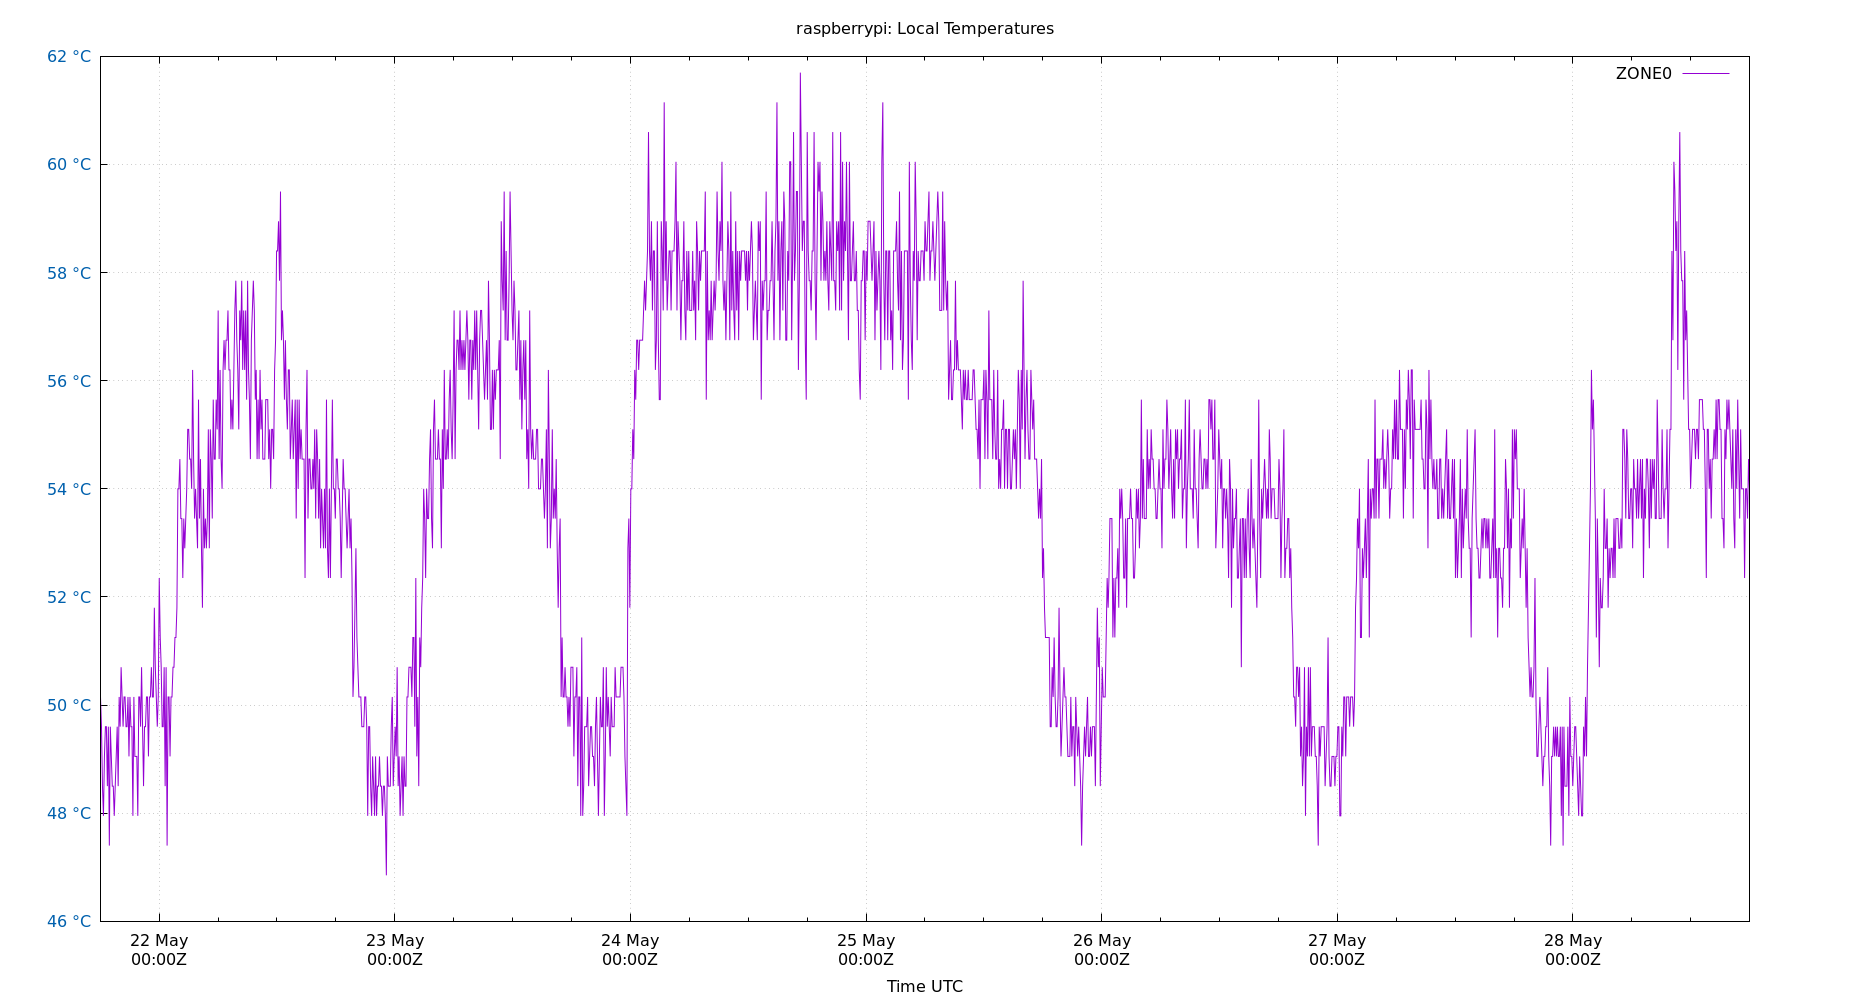 raspberrypi: Local Temperatures
62 °C
ZONE0
60 °C
58 °C
56 °C
54 °C
52 °C
50 °C
48 °C
46 °C
22 May 23 May 24 May 25 May 26 May 27 May 28 May
00:00Z 00:00Z 00:00Z 00:00Z 00:00Z 00:00Z 00:00Z
Time UTC